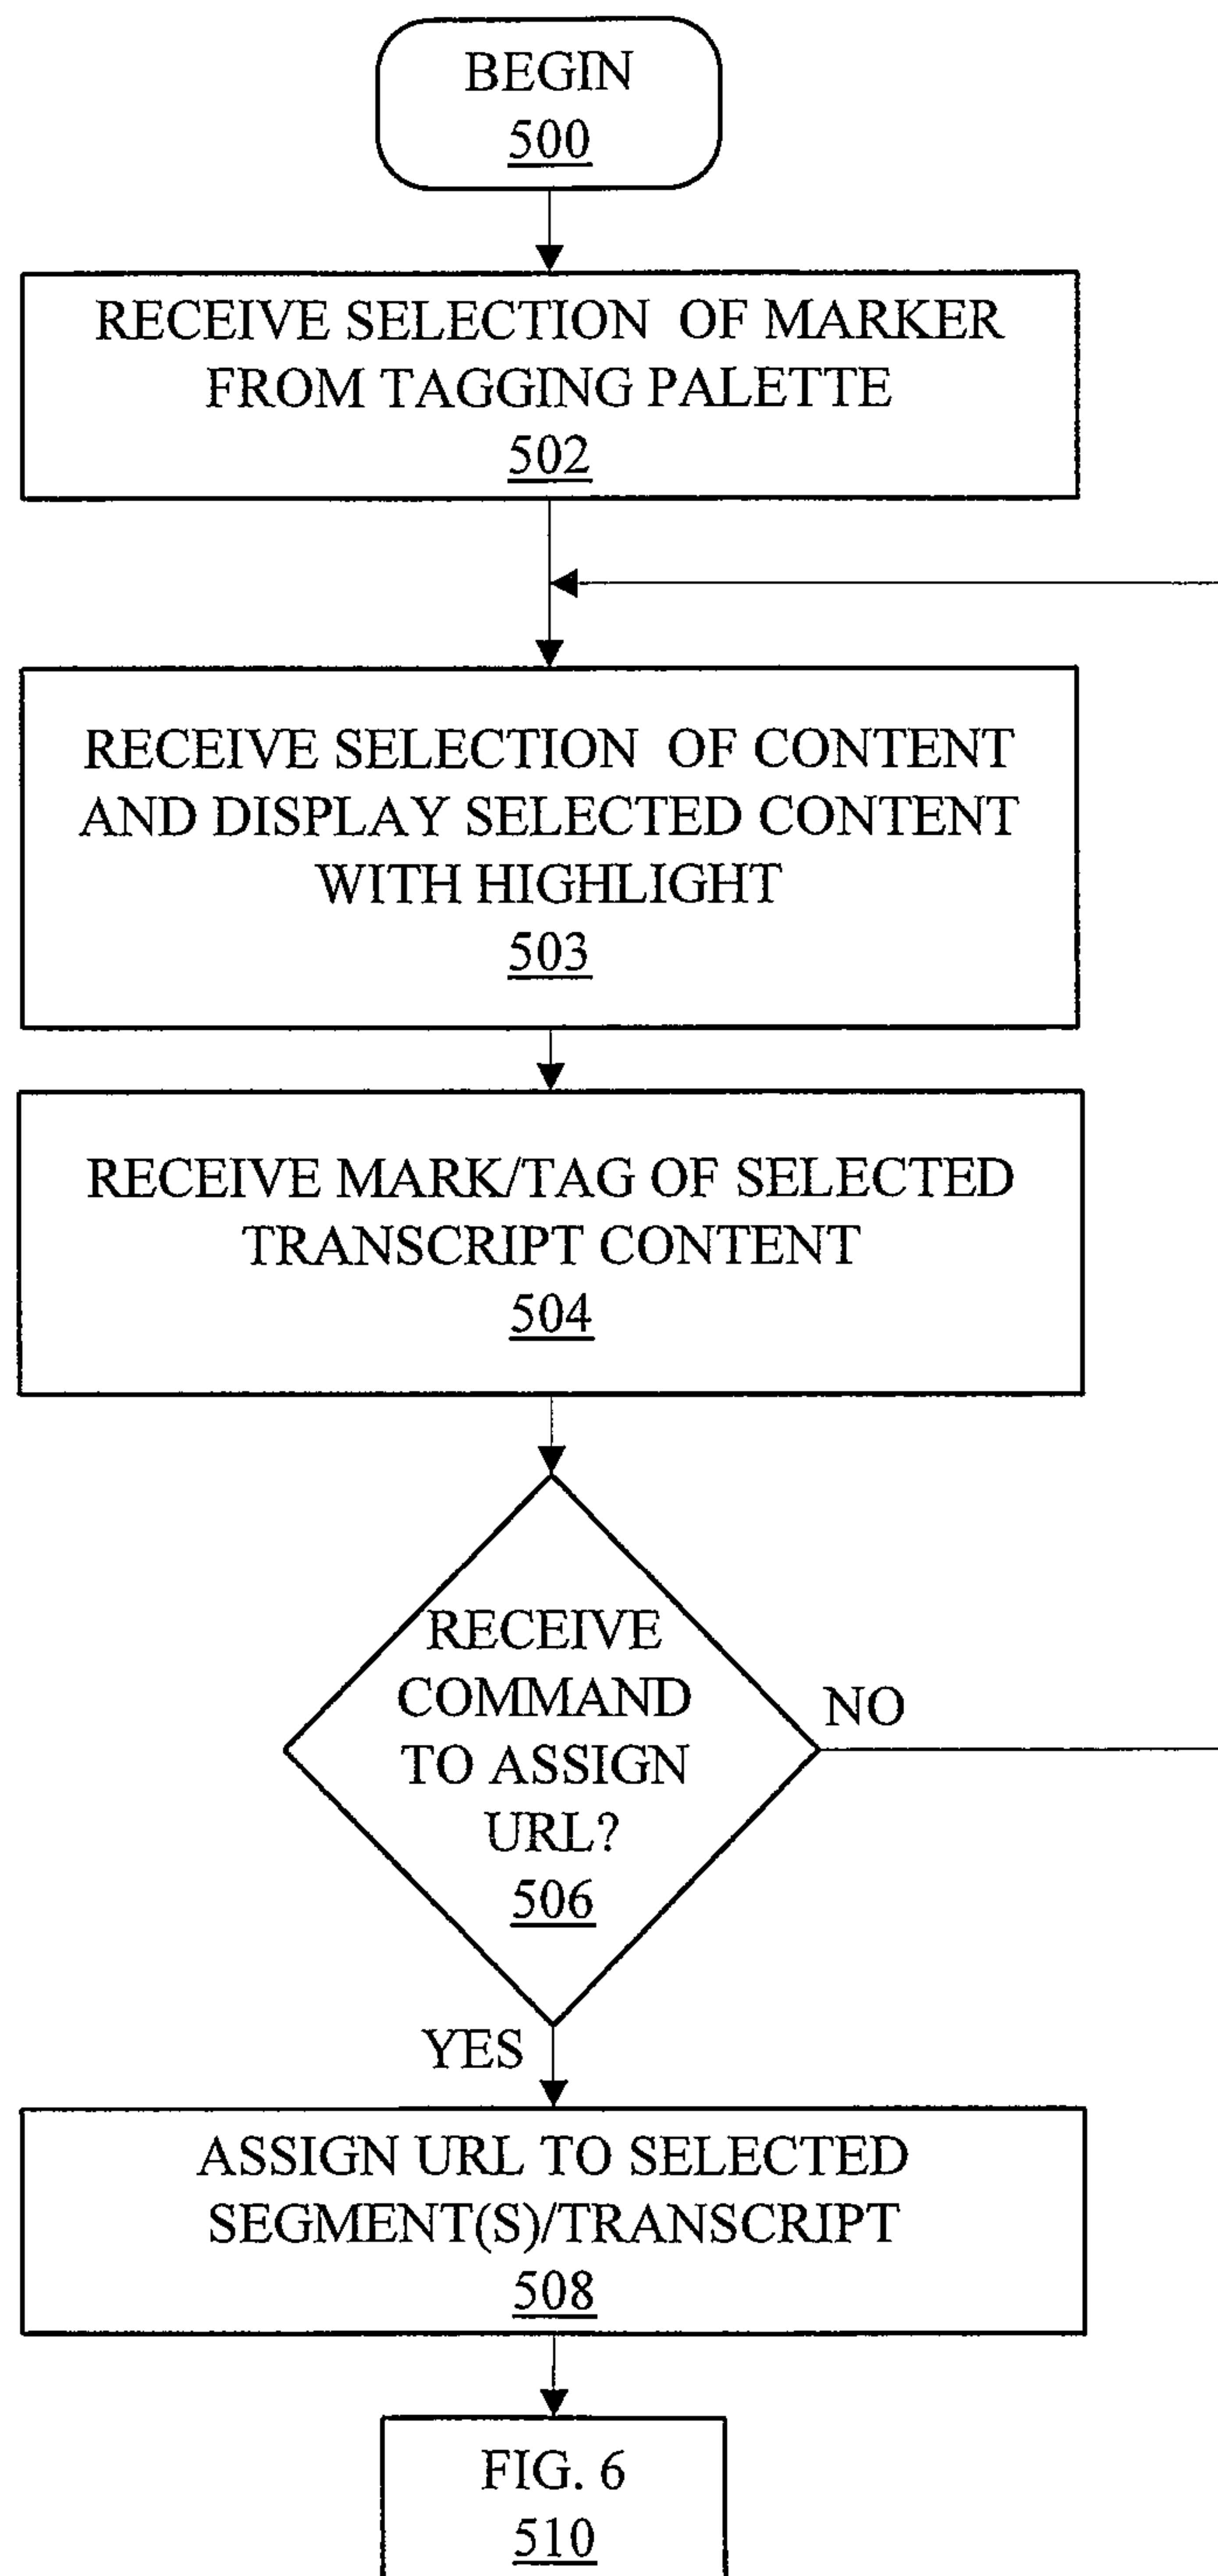 BEGIN
500
RECEIVE SELECTION OF MARKER
FROM TAGGING PALETTE
502
RECEIVE SELECTION OF CONTENT
AND DISPLAY SELECTED CONTENT
WITH HIGHLIGHT
503
RECEIVE MARK/TAG OF SELECTED
TRANSCRIPT CONTENT
504
RECEIVE
COMMAND
TO ASSIGN
URL?
506
NO
YES
ASSIGN URL TO SELECTED
SEGMENT(S)/TRANSCRIPT
508
FIG. 6
510